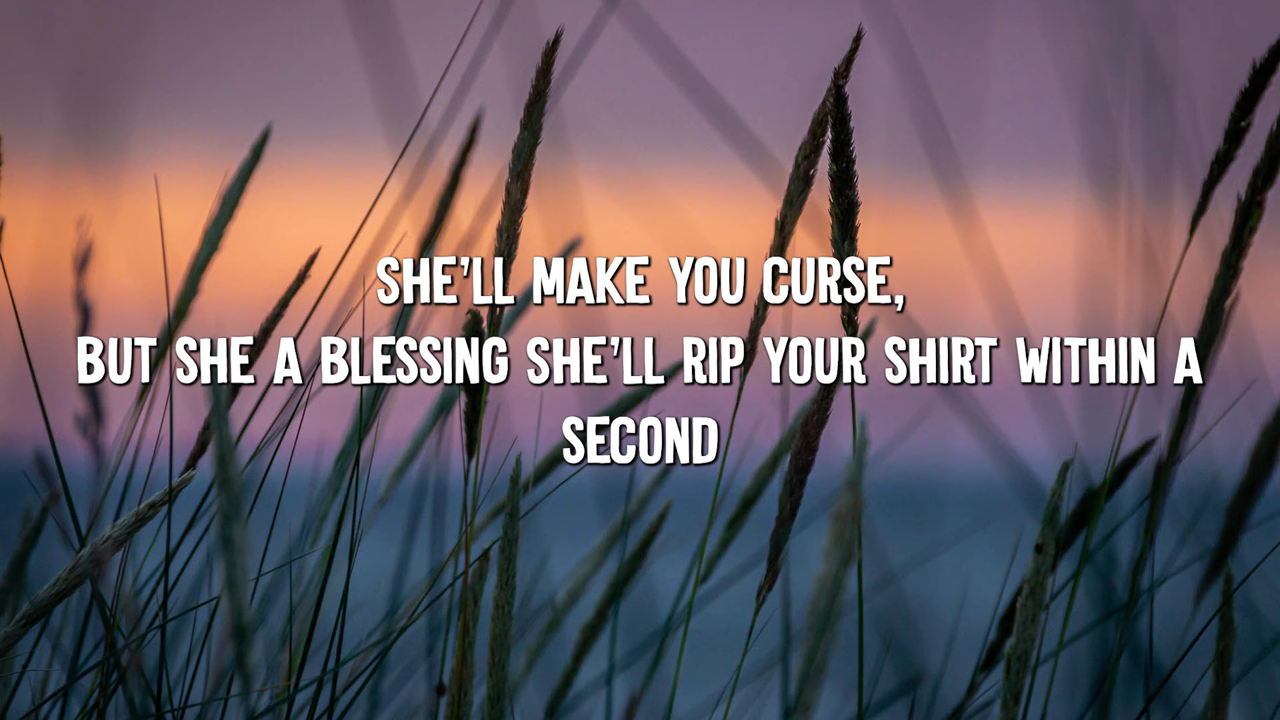 SHE'LL MAKE YOU CURSE,
BUT SHE A BLESSING SHE'LL RIP YOUR SHIRT WITHIN A
SECOND